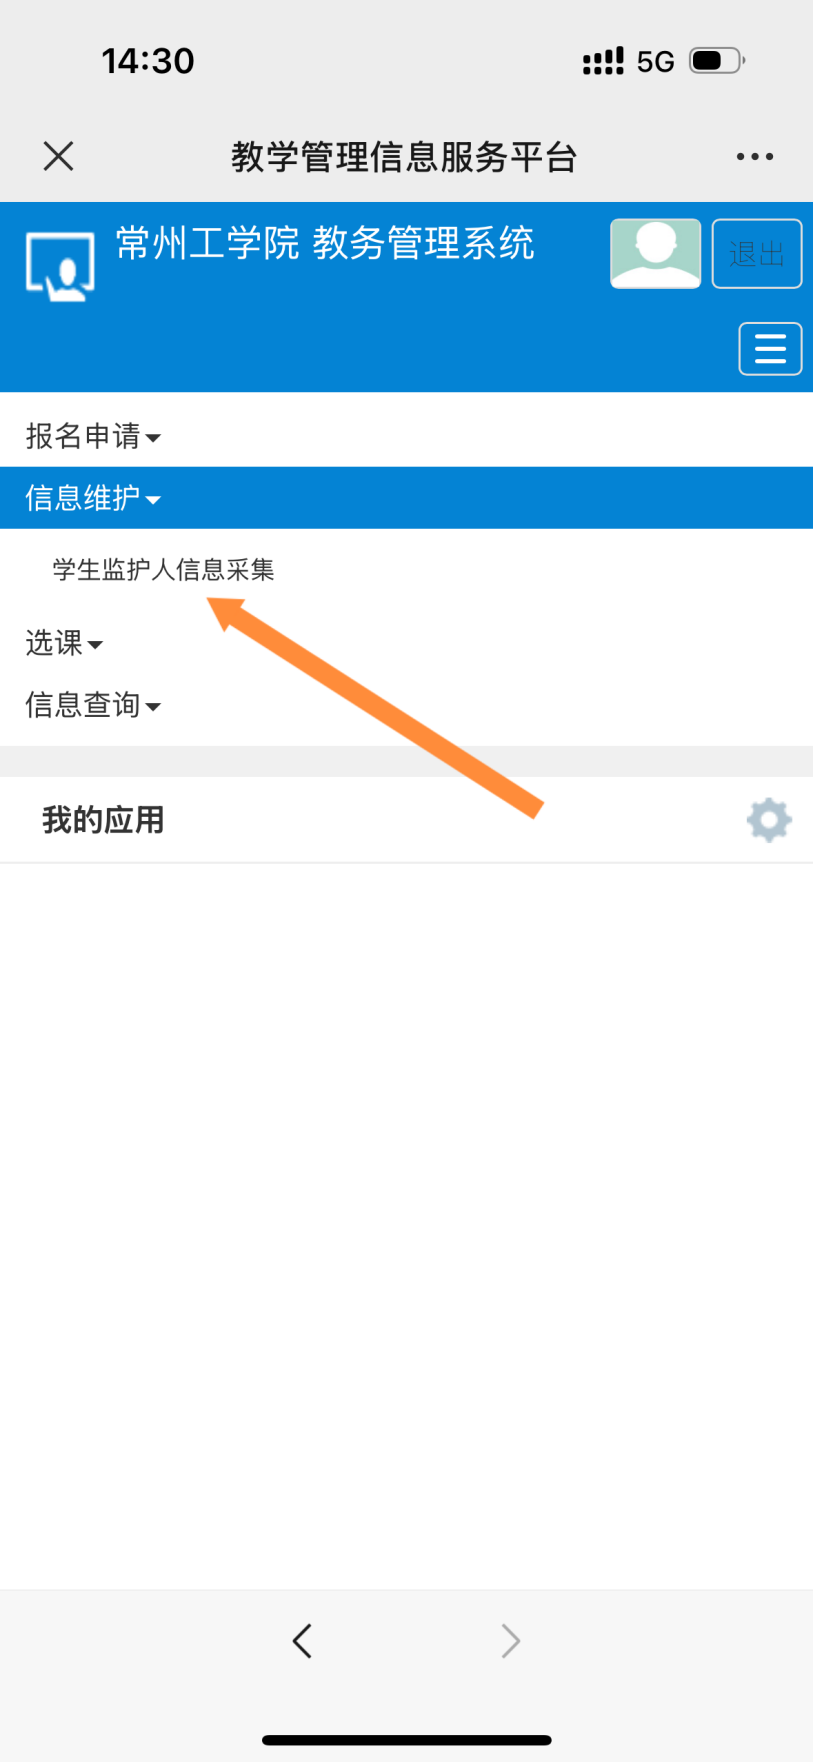 14:30
5G
教学管理信息服务平台
常州工学院 教务管理系统
退出
报名申请
信息维护
学生监护人信息采集
选课
信息查询
我的应用